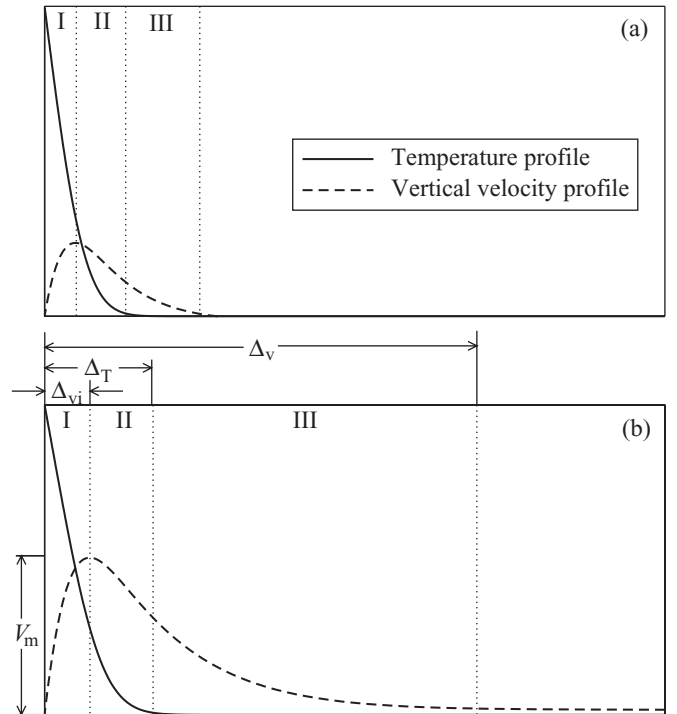 I II III (a)
Temperature profile
Vertical velocity profile
Δv
ΔT
Δvi
I II III (b)
Vm